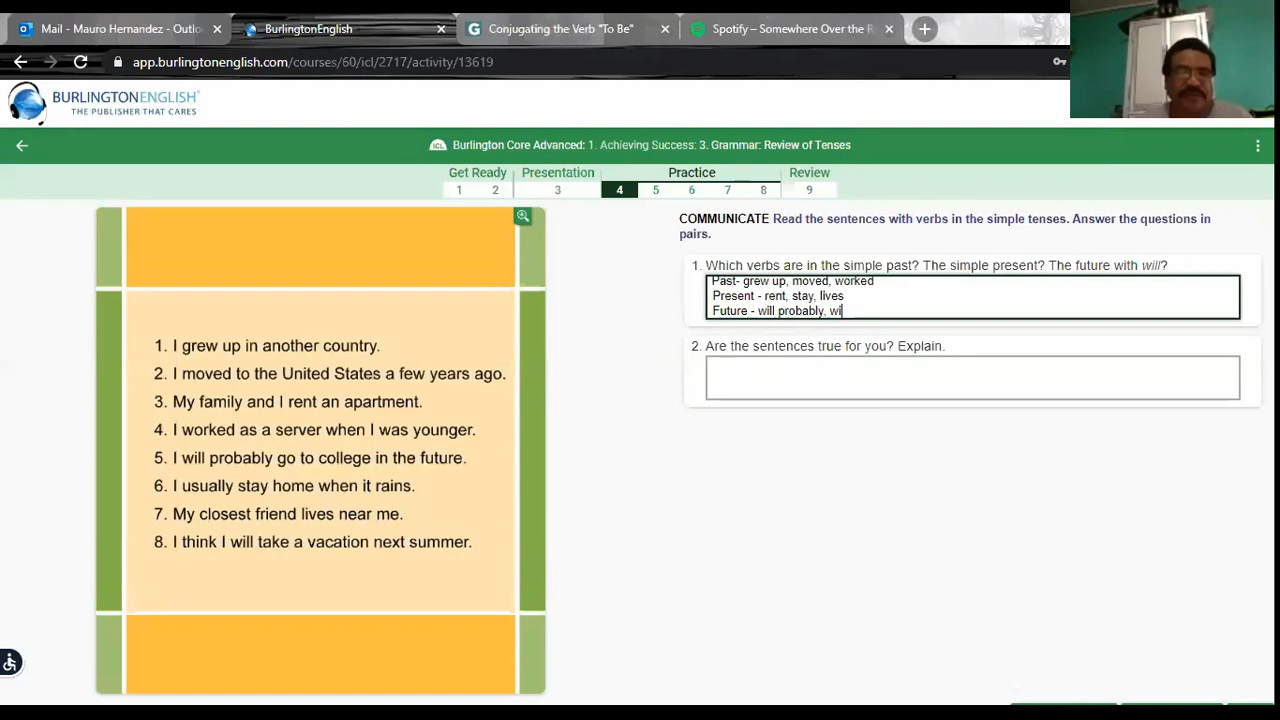 Mail - Mauro Hernandez - Outlo
BurlingtonEnglish
Conjugating the Verb "To Be"
Spotify – Somewhere Over the R
app.burlingtonenglish.com/courses/60/icl/2717/activity/13619
BURLINGTONENGLISH
THE PUBLISHER THAT CARES
ICL Burlington Core Advanced: 1. Achieving Success: 3. Grammar: Review of Tenses
Get Ready Presentation Practice Review
1 2 3 4 5 6 7 8 9
1. I grew up in another country.
2. I moved to the United States a few years ago.
3. My family and I rent an apartment.
4. I worked as a server when I was younger.
5. I will probably go to college in the future.
6. I usually stay home when it rains.
7. My closest friend lives near me.
8. I think I will take a vacation next summer.
COMMUNICATE Read the sentences with verbs in the simple tenses. Answer the questions in
pairs.
1. Which verbs are in the simple past? The simple present? The future with will?
Past- grew up, moved, worked
Present - rent, stay, lives
Future - will probably, wi
2. Are the sentences true for you? Explain.